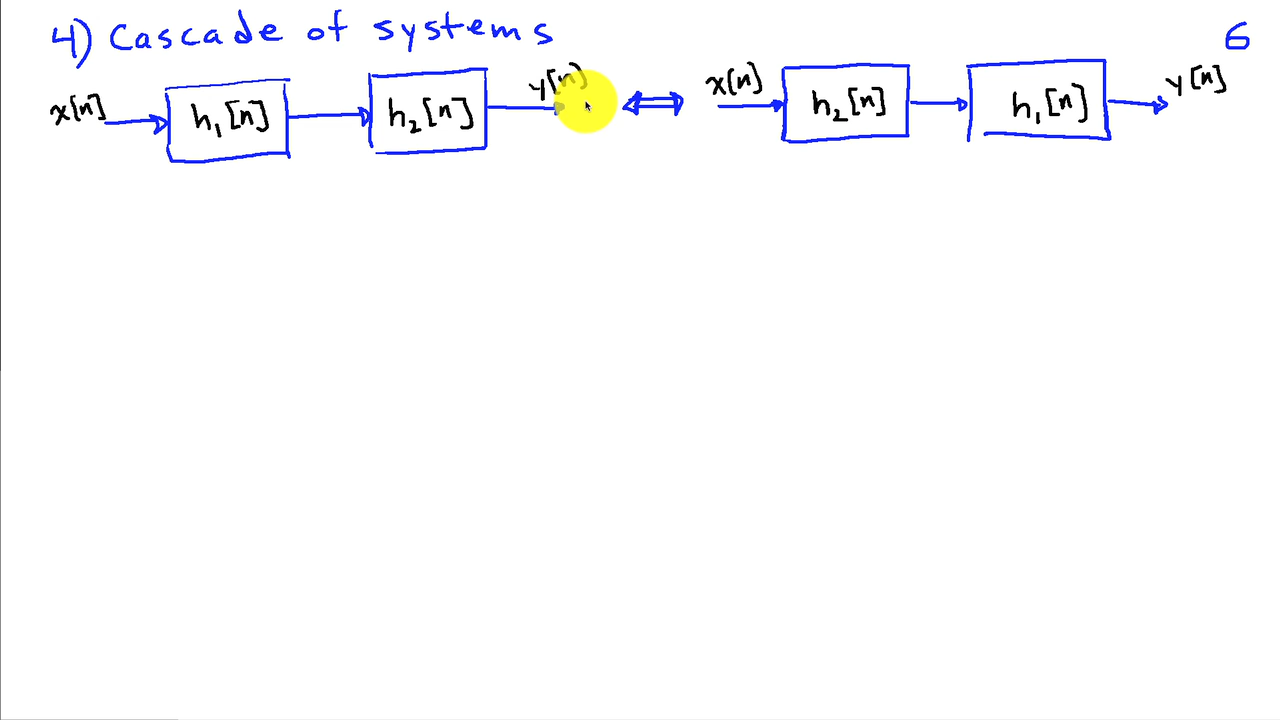 4) Cascade of systems 6
x[n] h₁[n] h₂[n] y[n] x[n] h₂[n] h₁[n] y[n]